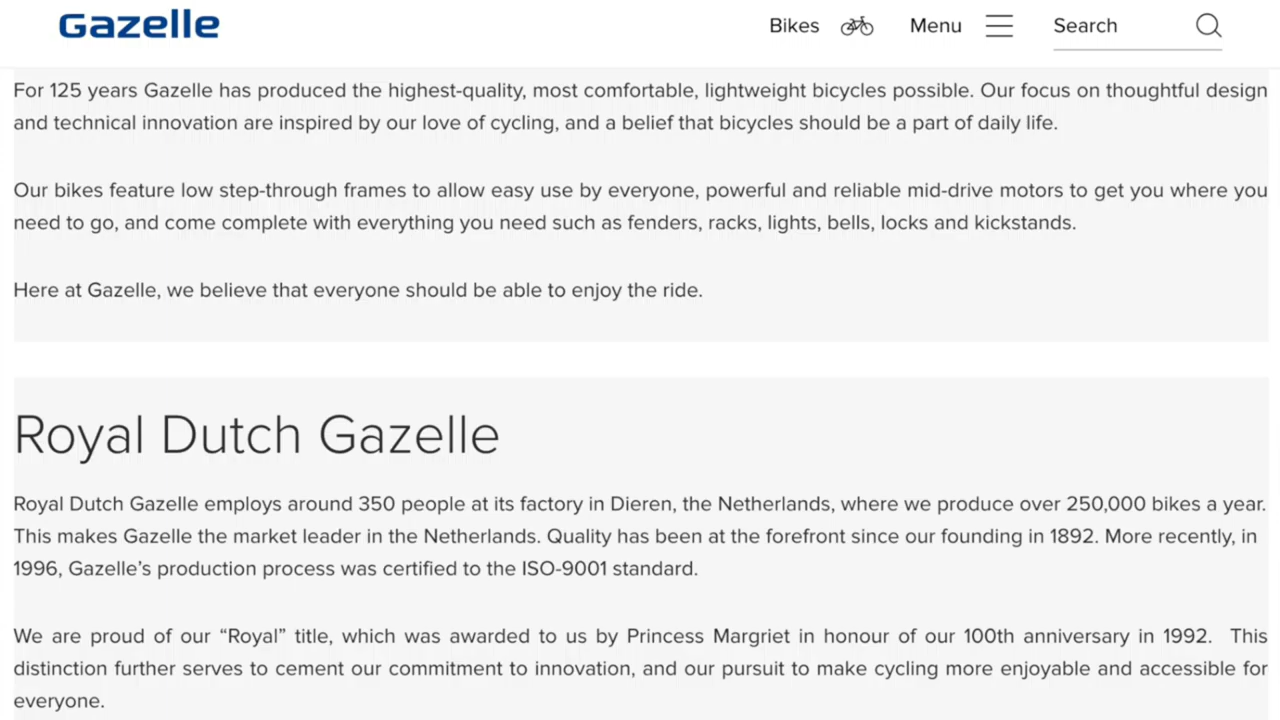 Gazelle
Bikes
Menu
Search
For 125 years Gazelle has produced the highest-quality, most comfortable, lightweight bicycles possible. Our focus on thoughtful design
and technical innovation are inspired by our love of cycling, and a belief that bicycles should be a part of daily life.
Our bikes feature low step-through frames to allow easy use by everyone, powerful and reliable mid-drive motors to get you where you
need to go, and come complete with everything you need such as fenders, racks, lights, bells, locks and kickstands.
Here at Gazelle, we believe that everyone should be able to enjoy the ride.
Royal Dutch Gazelle
Royal Dutch Gazelle employs around 350 people at its factory in Dieren, the Netherlands, where we produce over 250,000 bikes a year.
This makes Gazelle the market leader in the Netherlands. Quality has been at the forefront since our founding in 1892. More recently, in
1996, Gazelle’s production process was certified to the ISO-9001 standard.
We are proud of our “Royal” title, which was awarded to us by Princess Margriet in honour of our 100th anniversary in 1992.  This
distinction further serves to cement our commitment to innovation, and our pursuit to make cycling more enjoyable and accessible for
everyone.